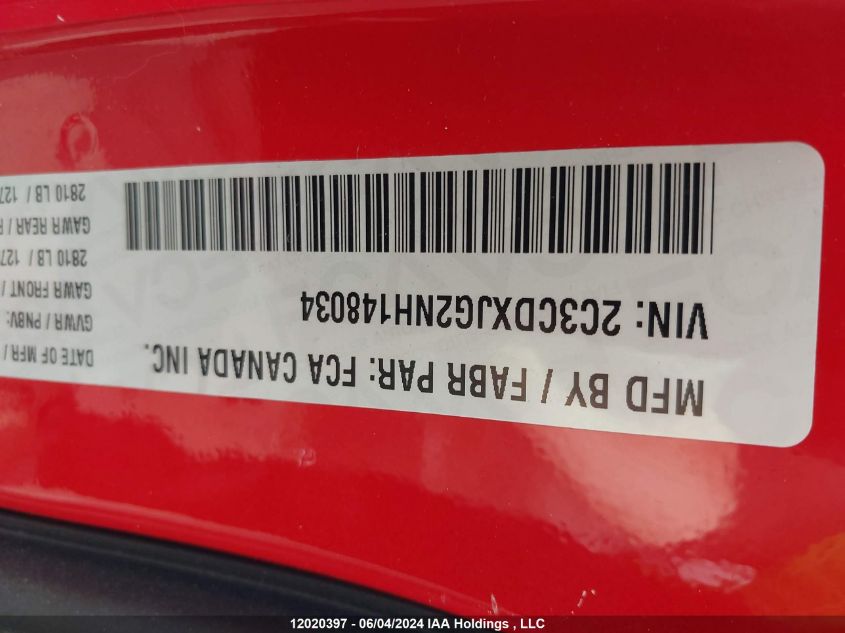 MFD BY / FABR PAR: FCA CANADA INC.
VIN: 2C3CDXJG2NH148034
DATE OF MFR /
GVWR / PNBV:
GAWR FRONT /
2810 LB / 127
GAWR REAR /
2810 LB / 127
12020397 - 06/04/2024 IAA Holdings , LLC